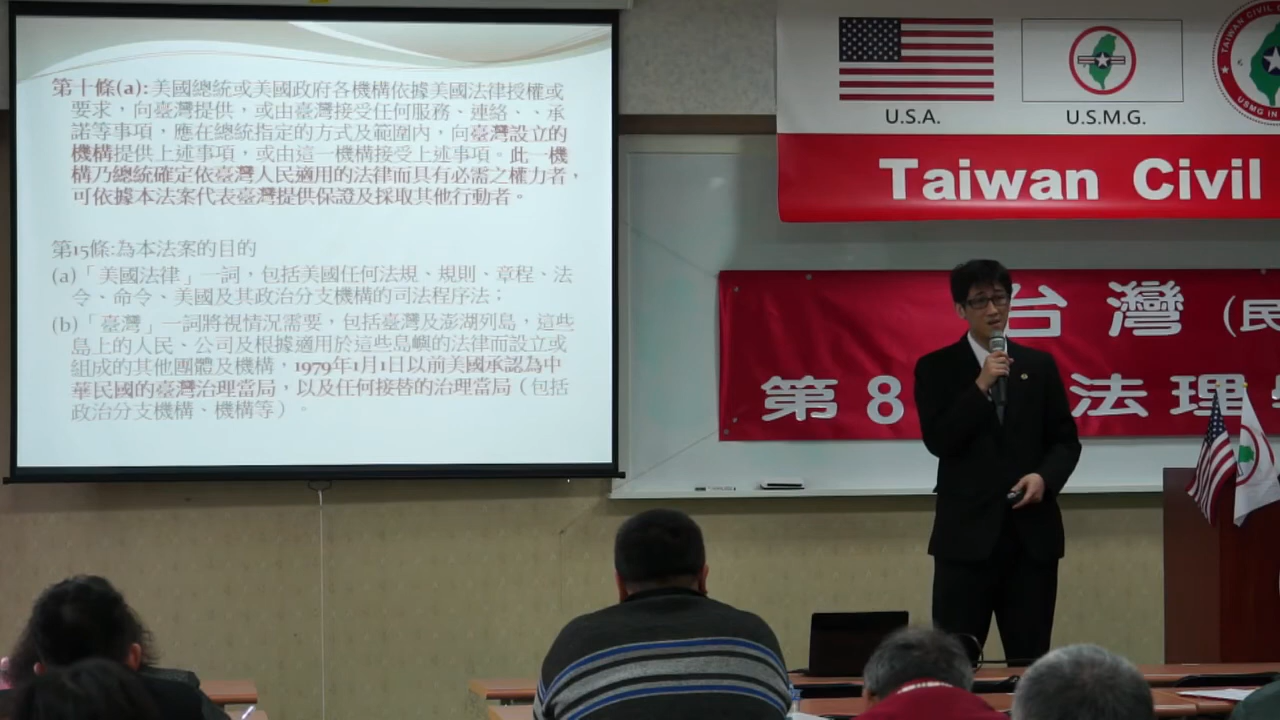 第十條(a): 美國總統或美國政府各機構依據美國法律授權或
要求，向臺灣提供，或由臺灣接受任何服務、連絡、、承
諾等事項，應在總統指定的方式及範圍內，向臺灣設立的
機構提供上述事項，或由這一機構接受上述事項。此一機
構乃總統確定依臺灣人民適用的法律而具有必需之權力者，
可依據本法案代表臺灣提供保證及採取其他行動者。
第15條:為本法案的目的
(a)「美國法律」一詞，包括美國任何法規、規則、章程、法
令、命令、美國及其政治分支機構的司法程序法；
(b)「臺灣」一詞將視情況需要，包括臺灣及澎湖列島，這些
島上的人民、公司及根據適用於這些島嶼的法律而設立或
組成的其他團體及機構，1979年1月1日以前美國承認為中
華民國的臺灣治理當局，以及任何接替的治理當局（包括
政治分支機構、機構等）。
U.S.A.
U.S.M.G.
TAIWAN CIVIL
USMG IN
Taiwan Civil
台灣(民
第8
法理